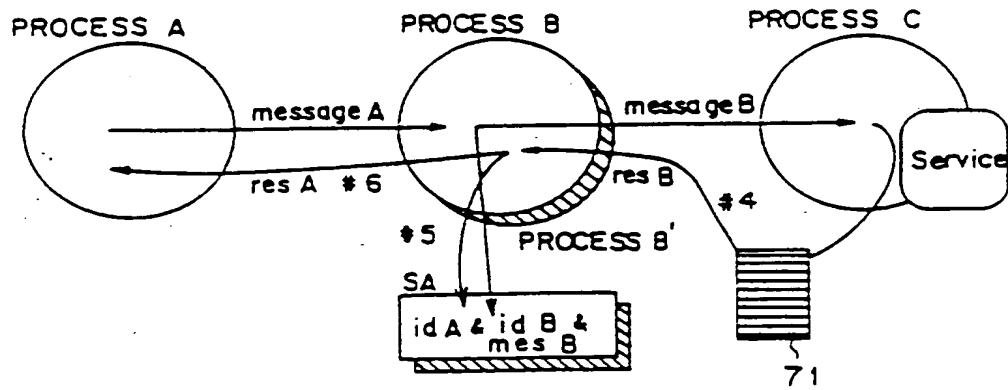 PROCESS A
PROCESS B
PROCESS C
message A
message B
Service
res A #6
res B
#4
#5
PROCESS B'
SA
id A & id B &
mes B
71